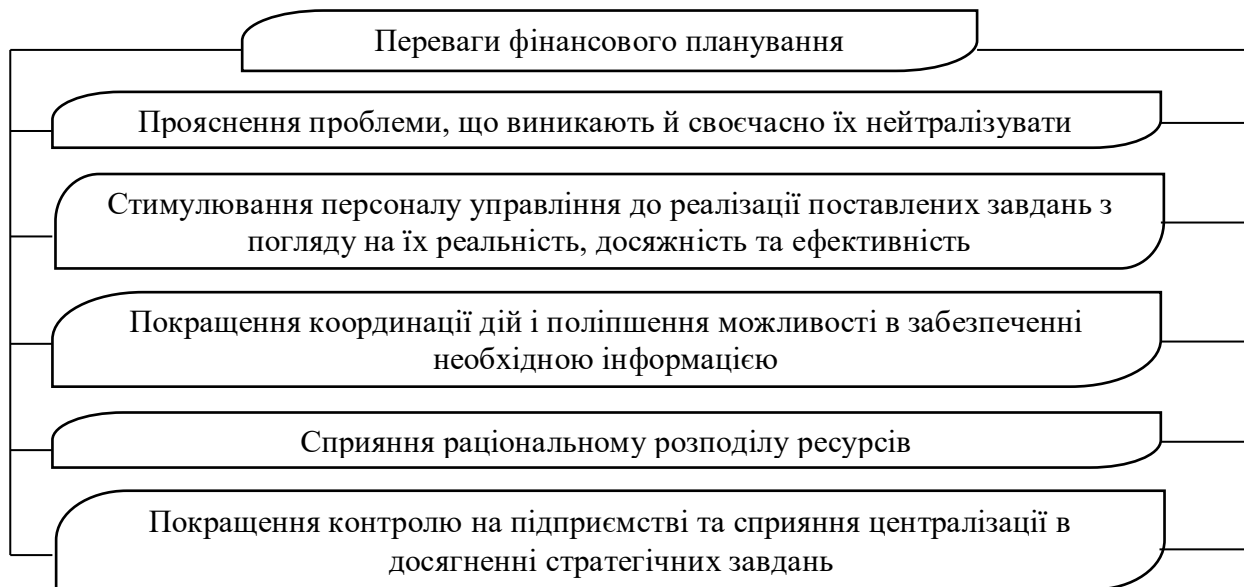 Переваги фінансового планування
Прояснення проблеми, що виникають й своєчасно їх нейтралізувати
Стимулювання персоналу управління до реалізації поставлених завдань з
погляду на їх реальність, досяжність та ефективність
Покращення координації дій і поліпшення можливості в забезпеченні
необхідною інформацією
Сприяння раціональному розподілу ресурсів
Покращення контролю на підприємстві та сприяння централізації в
досягненні стратегічних завдань